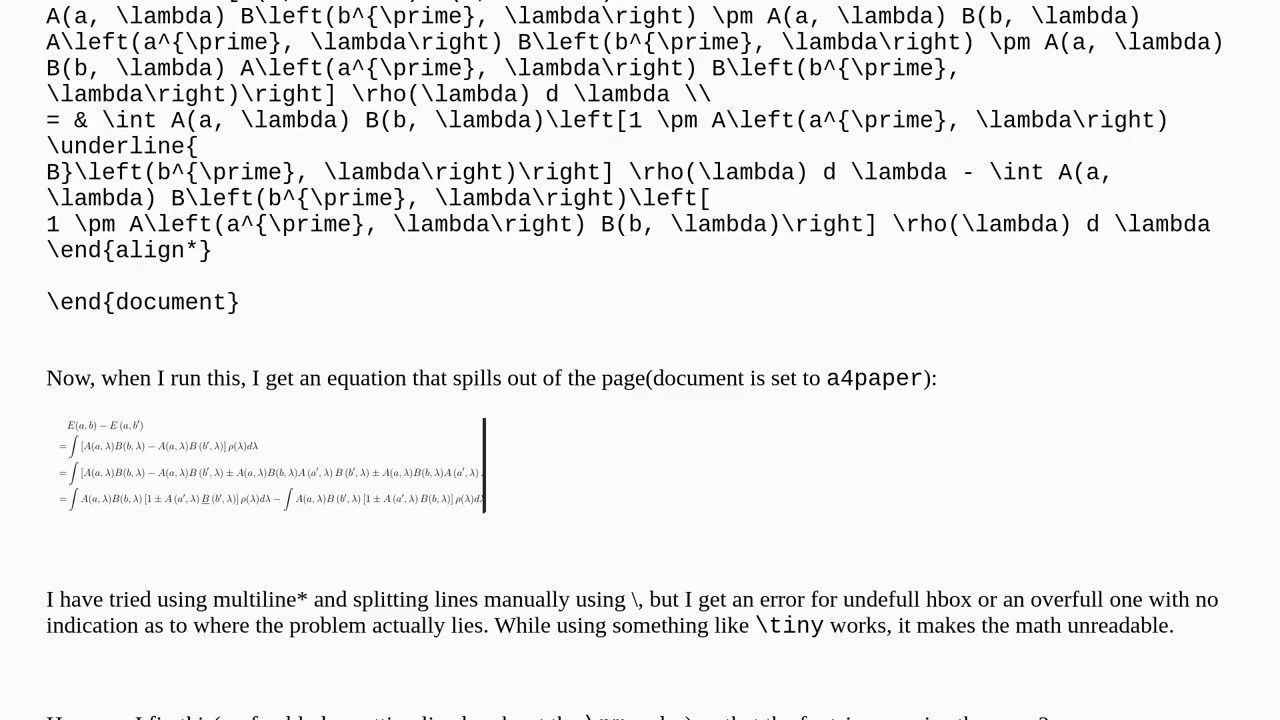 A(a, \lambda) B\left(b^{\prime}, \lambda\right) \pm A(a, \lambda) B(b, \lambda)
A\left(a^{\prime}, \lambda\right) B\left(b^{\prime}, \lambda\right) \pm A(a, \lambda)
B(b, \lambda) A\left(a^{\prime}, \lambda\right) B\left(b^{\prime},
\lambda\right)\right] \rho(\lambda) d \lambda \\
= & \int A(a, \lambda) B(b, \lambda)\left[1 \pm A\left(a^{\prime}, \lambda\right)
\underline{
B}\left(b^{\prime}, \lambda\right)\right] \rho(\lambda) d \lambda - \int A(a,
\lambda) B\left(b^{\prime}, \lambda\right)\left[
1 \pm A\left(a^{\prime}, \lambda\right) B(b, \lambda)\right] \rho(\lambda) d \lambda
\end{align*}
\end{document}
Now, when I run this, I get an equation that spills out of the page(document is set to a4paper):
E(a, b) − E (a, b′)
= ∫ [A(a, λ)B(b, λ) − A(a, λ)B (b′, λ)] ρ(λ)dλ
= ∫ [A(a, λ)B(b, λ) − A(a, λ)B (b′, λ) ± A(a, λ)B(b, λ)A (a′, λ) B (b′, λ) ± A(a, λ)B(b, λ)A (a′, λ)
= ∫ A(a, λ)B(b, λ) [1 ± A (a′, λ) B (b′, λ)] ρ(λ)dλ − ∫ A(a, λ)B (b′, λ) [1 ± A (a′, λ) B(b, λ)] ρ(λ)dλ
I have tried using multiline* and splitting lines manually using \, but I get an error for undefull hbox or an overfull one with no
indication as to where the problem actually lies. While using something like \tiny works, it makes the math unreadable.